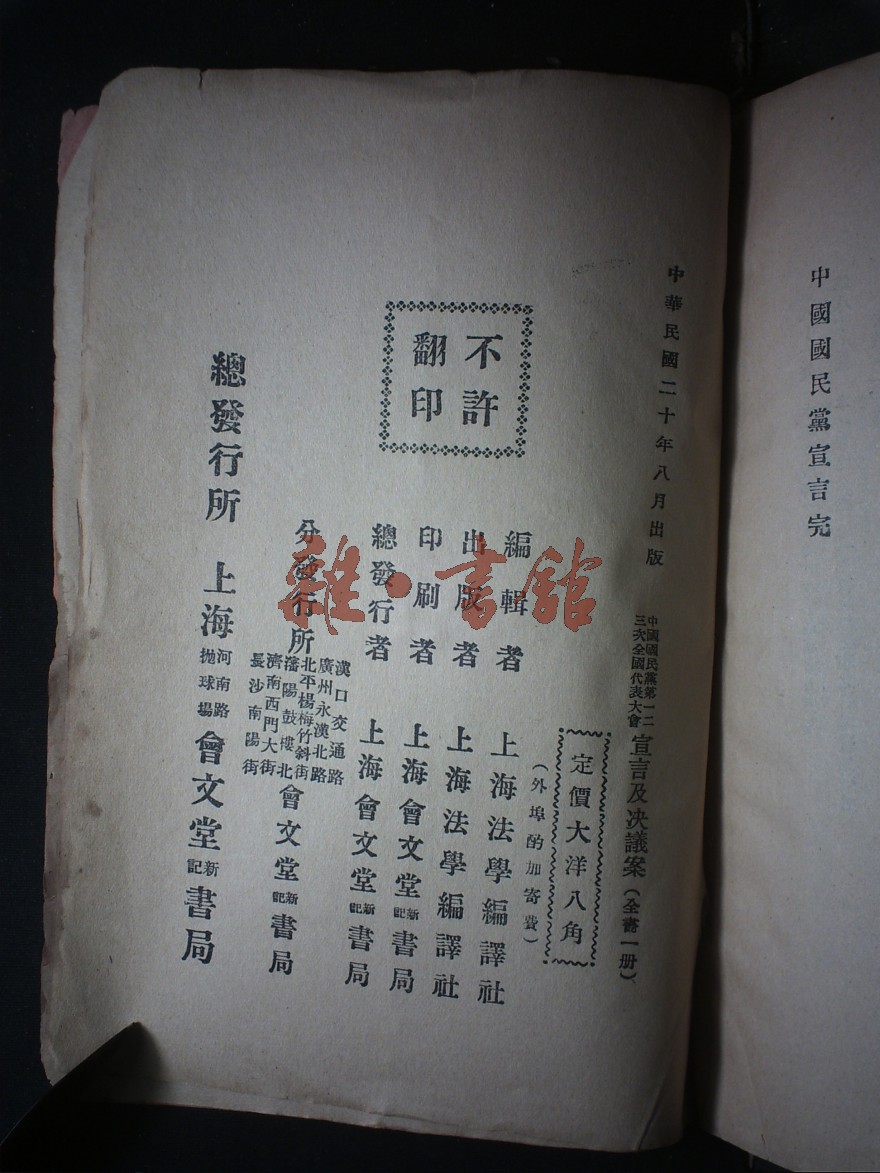 中國國民黨宣言完
中華民國二十年八月出版
中國國民黨第一二
三次全國代表大會
宣言及決議案(全書一册)
定價大洋八角
(外埠酌加寄費)
不許
翻印
編輯者 上海法學編譯社
出版者 上海法學編譯社
印刷者 上海會文堂新記書局
總發行者 上海會文堂新記書局
分發行所
漢口交通路
廣州永漢北路
北平楊梅竹斜街
瀋陽鼓樓北
濟南西門大街
長沙南陽街
會文堂新記書局
總發行所 上海
河南路
拋球場
會文堂新記書局
雜·書館